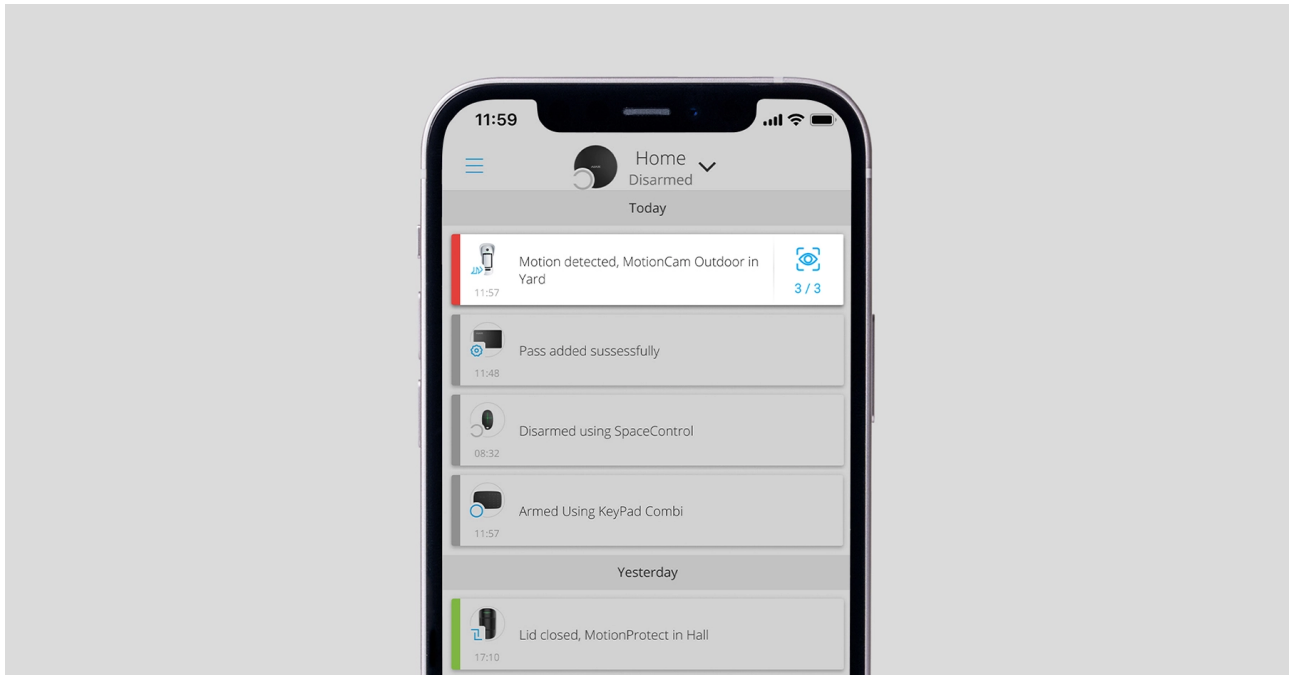 11:59
Home
Disarmed
Today
Motion detected, MotionCam Outdoor in
Yard
11:57
3 / 3
Pass added sussessfully
11:48
Disarmed using SpaceControl
08:32
Armed Using KeyPad Combi
11:57
Yesterday
Lid closed, MotionProtect in Hall
17:10